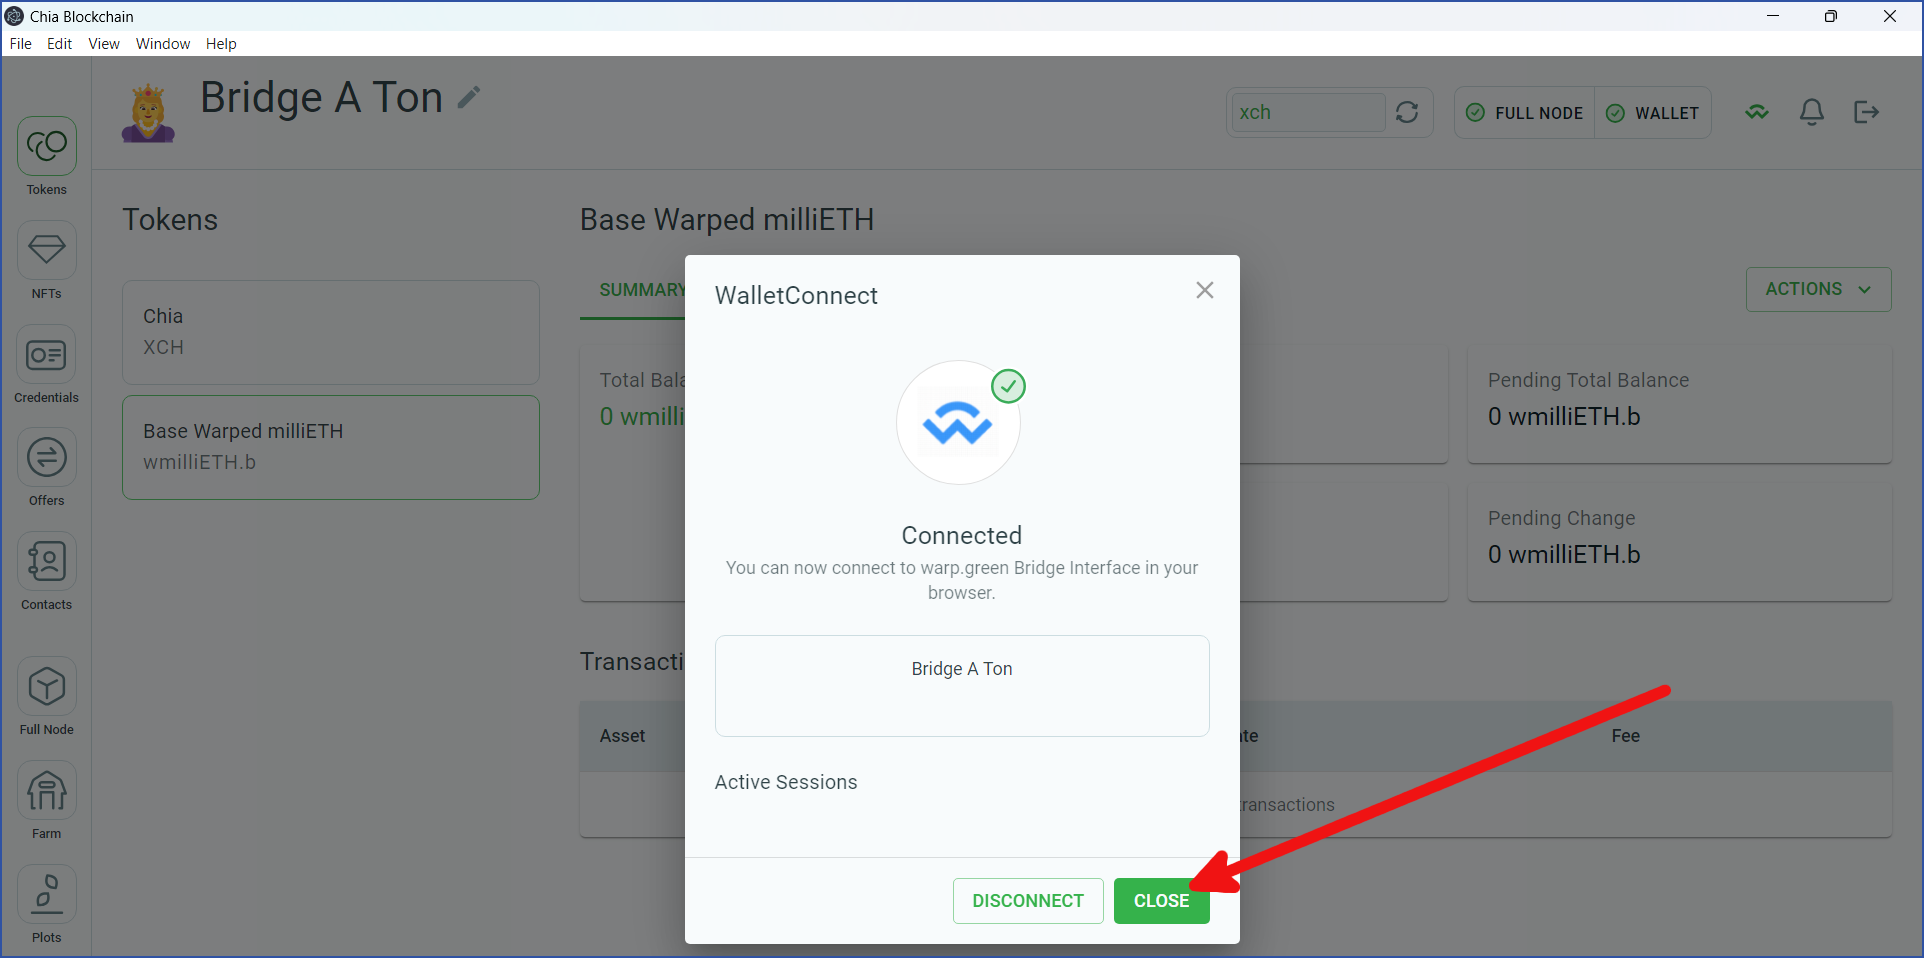 Chia Blockchain
File Edit View Window Help
Bridge A Ton
xch
FULL NODE
WALLET
Tokens
NFTs
Credentials
Offers
Contacts
Full Node
Farm
Plots
Tokens
Chia
XCH
Base Warped milliETH
wmilliETH.b
Base Warped milliETH
SUMMARY
ACTIONS
Total Bala
0 wmilli
Pending Total Balance
0 wmilliETH.b
Pending Change
0 wmilliETH.b
Transacti
Asset
ate
Fee
transactions
WalletConnect
Connected
You can now connect to warp.green Bridge Interface in your
browser.
Bridge A Ton
Active Sessions
DISCONNECT
CLOSE